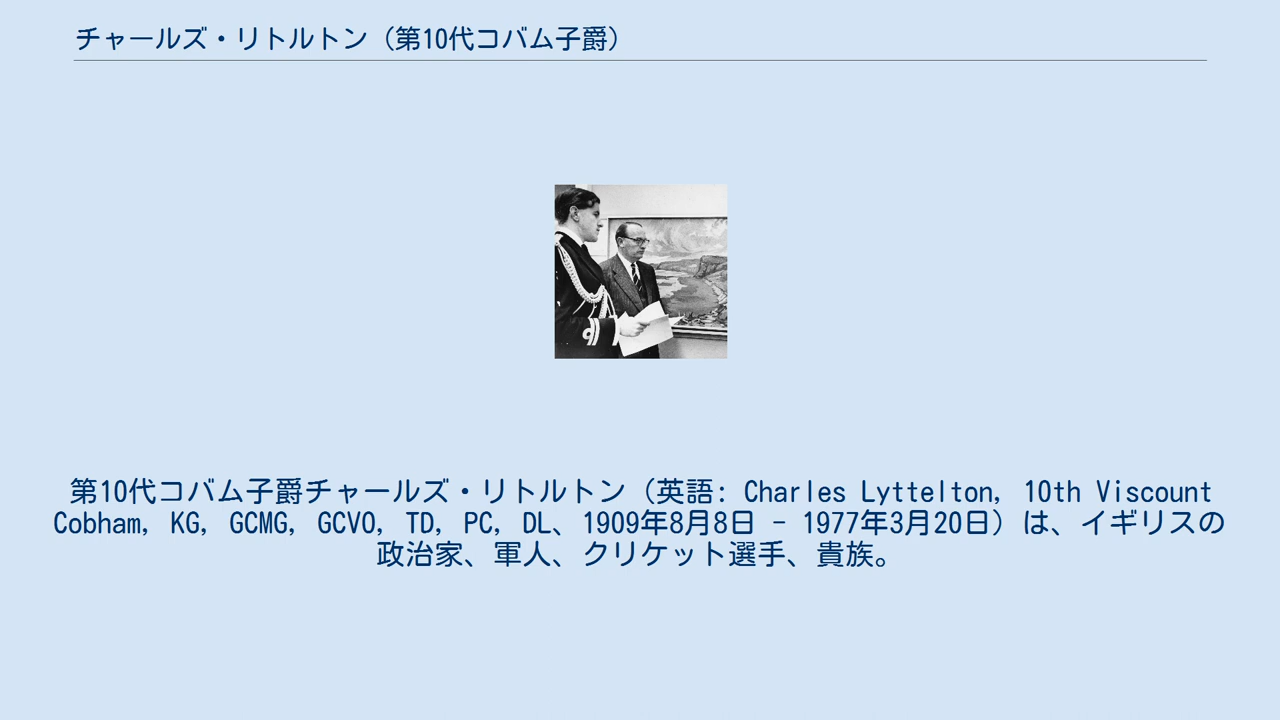 チャールズ・リトルトン（第10代コバム子爵）
第10代コバム子爵チャールズ・リトルトン（英語: Charles Lyttelton, 10th Viscount
Cobham, KG, GCMG, GCVO, TD, PC, DL、1909年8月8日 - 1977年3月20日）は、イギリスの
政治家、軍人、クリケット選手、貴族。